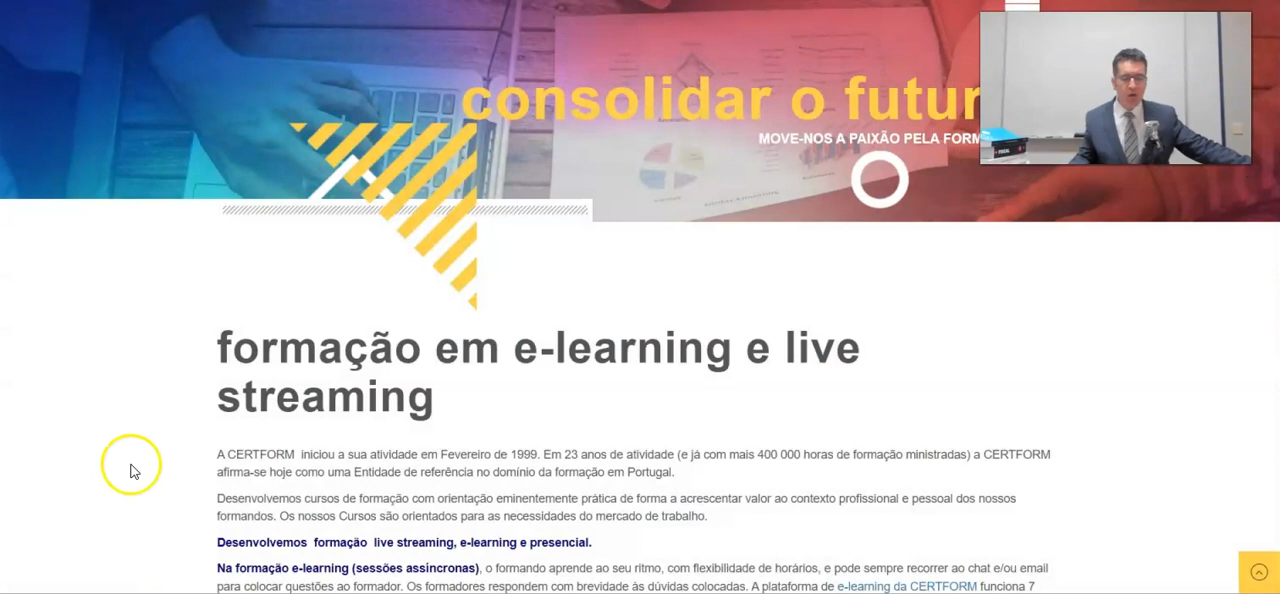 consolidar o futur
MOVE-NOS A PAIXÃO PELA FORM
formação em e-learning e live
streaming
A CERTFORM iniciou a sua atividade em Fevereiro de 1999. Em 23 anos de atividade (e já com mais 400 000 horas de formação ministradas) a CERTFORM
afirma-se hoje como uma Entidade de referência no domínio da formação em Portugal.
Desenvolvemos cursos de formação com orientação eminentemente prática de forma a acrescentar valor ao contexto profissional e pessoal dos nossos
formandos. Os nossos Cursos são orientados para as necessidades do mercado de trabalho.
Desenvolvemos formação live streaming, e-learning e presencial.
Na formação e-learning (sessões assíncronas), o formando aprende ao seu ritmo, com flexibilidade de horários, e pode sempre recorrer ao chat e/ou email
para colocar questões ao formador. Os formadores respondem com brevidade às dúvidas colocadas. A plataforma de e-learning da CERTFORM funciona 7